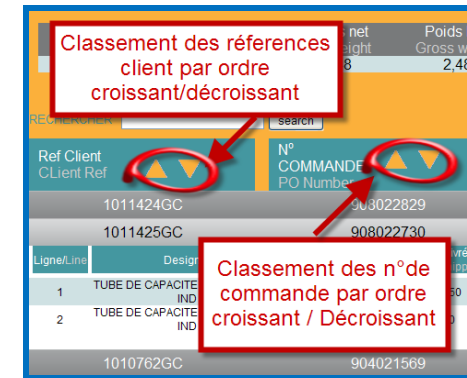 net Poids
Gross w
8 2,48
Classement des réferences
client par ordre
croissant/décroissant
RECHERCHER search
Ref Client
CLient Ref
N°
COMMANDE
PO Number
1011424GC 908022829
1011425GC 908022730
Ligne/Line Design
1 TUBE DE CAPACITE
IND
2 TUBE DE CAPACITE
IND
Classement des n°de
commande par ordre
croissant / Décroissant
1010762GC 904021569